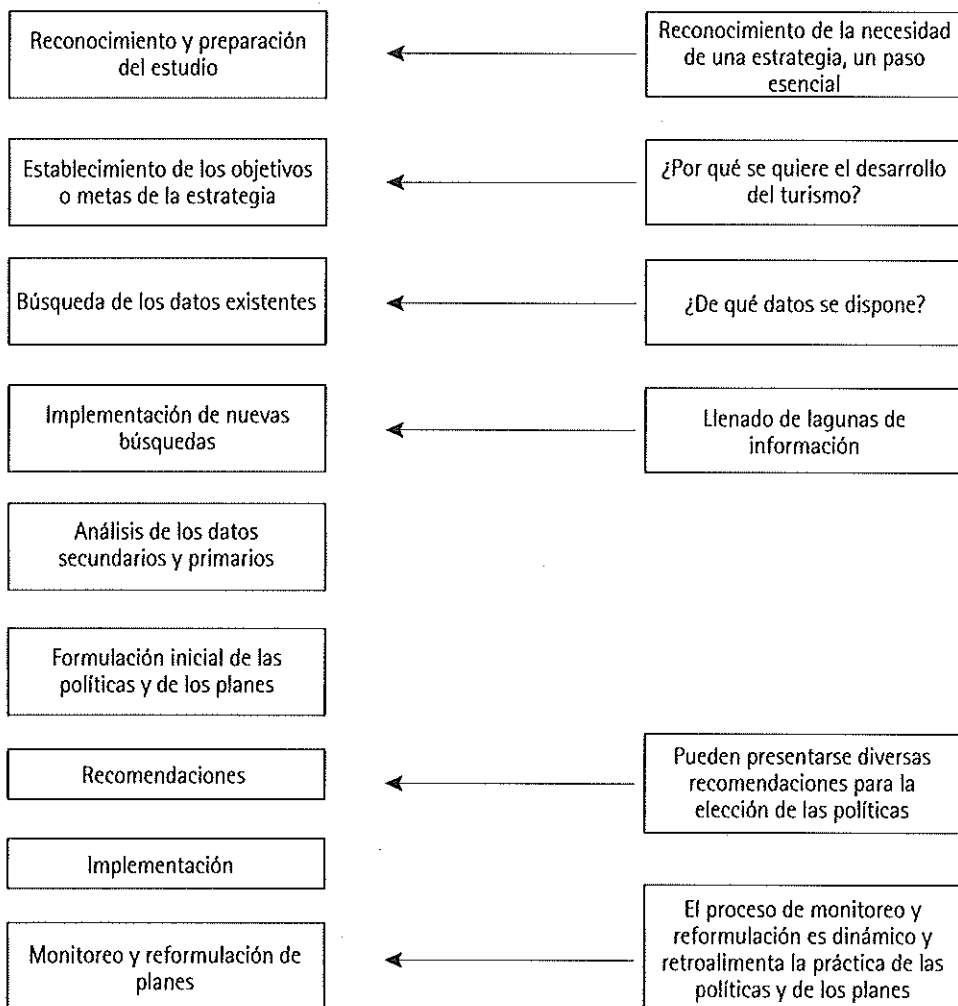 Reconocimiento y preparación
del estudio
Reconocimiento de la necesidad
de una estrategia, un paso
esencial
Establecimiento de los objetivos
o metas de la estrategia
¿Por qué se quiere el desarrollo
del turismo?
Búsqueda de los datos existentes
¿De qué datos se dispone?
Implementación de nuevas
búsquedas
Llenado de lagunas de
información
Análisis de los datos
secundarios y primarios
Formulación inicial de las
políticas y de los planes
Recomendaciones
Pueden presentarse diversas
recomendaciones para la
elección de las políticas
Implementación
Monitoreo y reformulación de
planes
El proceso de monitoreo y
reformulación es dinámico y
retroalimenta la práctica de las
políticas y de los planes